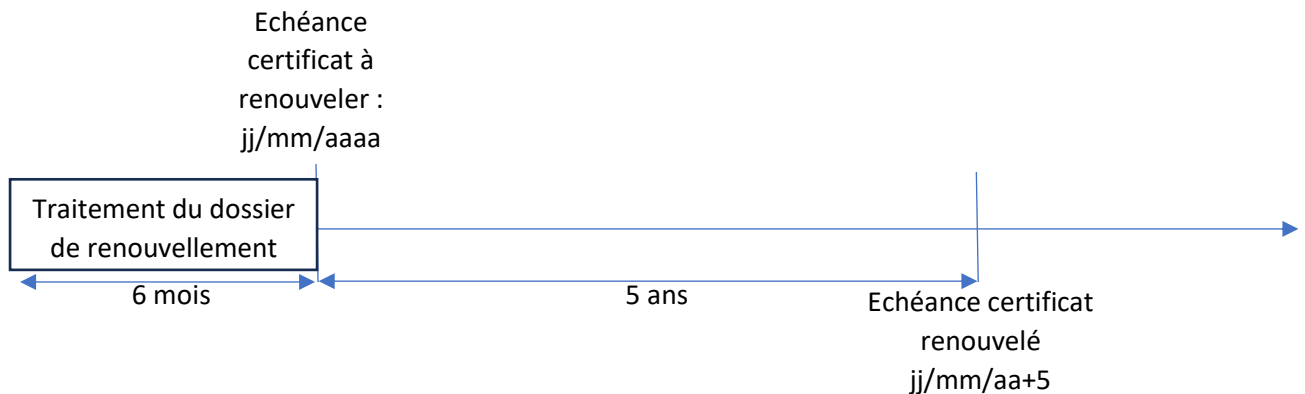 Echéance
certificat à
renouveler :
jj/mm/aaaa
Traitement du dossier
de renouvellement
6 mois
5 ans
Echéance certificat
renouvelé
jj/mm/aa+5